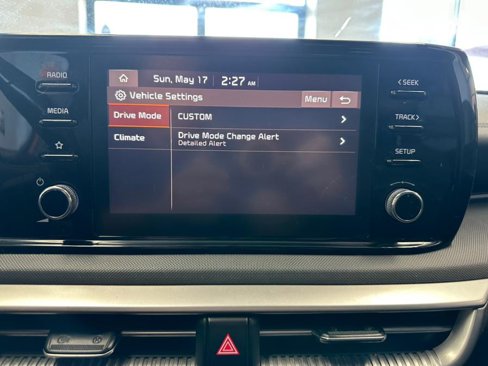 RADIO
MEDIA
Sun, May 17 2:27 AM
Vehicle Settings Menu
Drive Mode
Climate
CUSTOM
Drive Mode Change Alert
Detailed Alert
< SEEK
TRACK >
SETUP